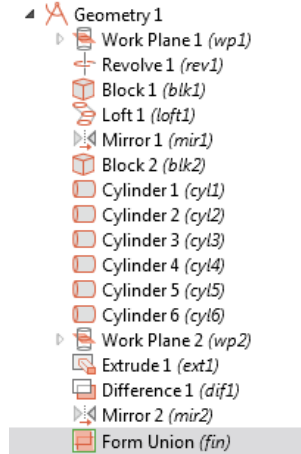 Geometry 1
Work Plane 1 (wp1)
Revolve 1 (rev1)
Block 1 (blk1)
Loft 1 (loft1)
Mirror 1 (mir1)
Block 2 (blk2)
Cylinder 1 (cyl1)
Cylinder 2 (cyl2)
Cylinder 3 (cyl3)
Cylinder 4 (cyl4)
Cylinder 5 (cyl5)
Cylinder 6 (cyl6)
Work Plane 2 (wp2)
Extrude 1 (ext1)
Difference 1 (dif1)
Mirror 2 (mir2)
Form Union (fin)